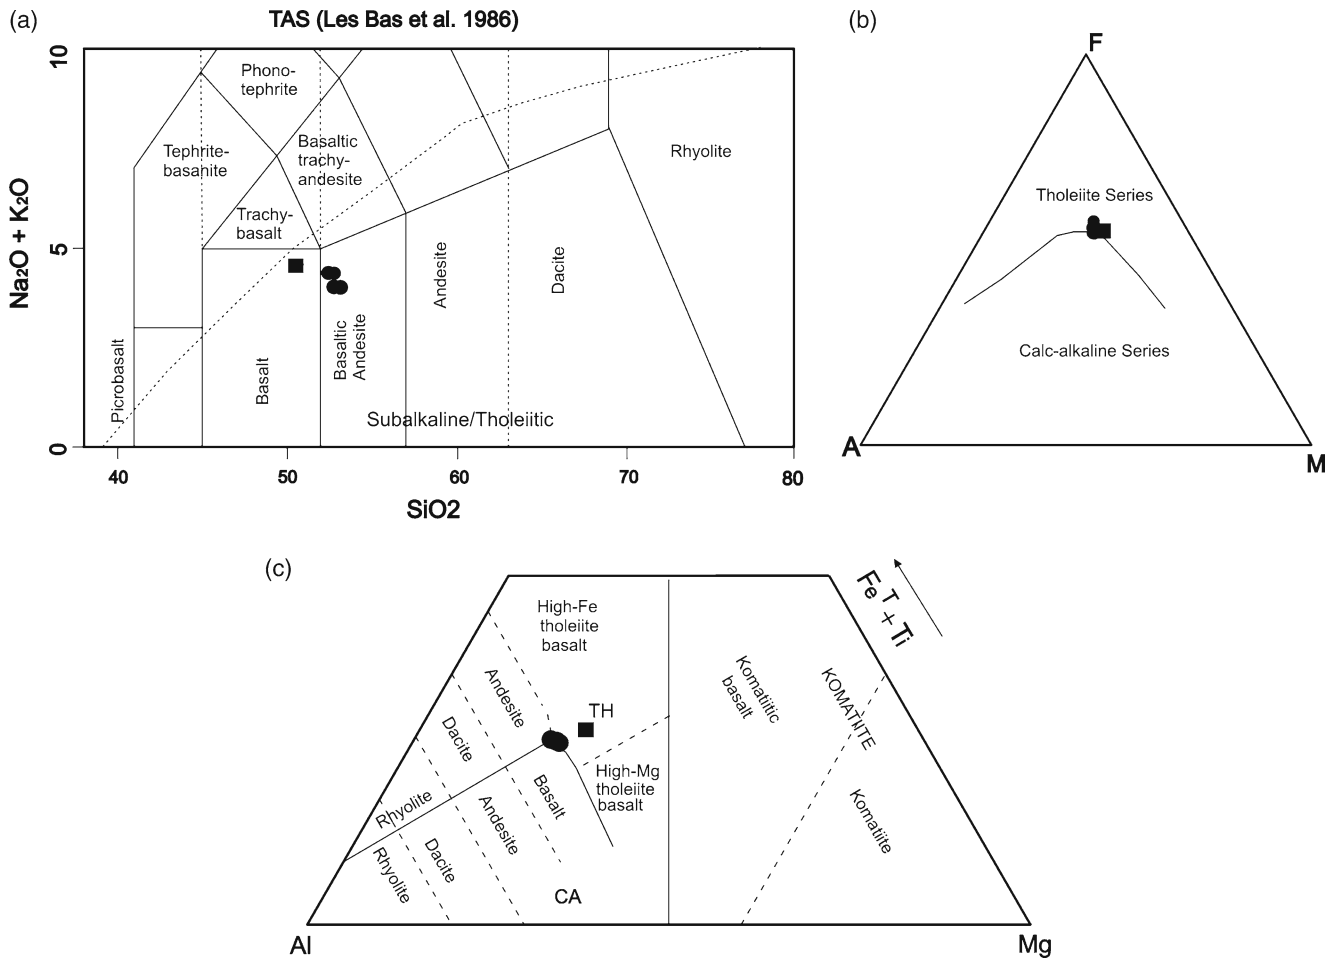 (a)
TAS (Les Bas et al. 1986)
Na2O + K2O
10
5
0
Phono-
tephrite
Tephrite-
basanite
Basaltic
trachy-
andesite
Trachy-
basalt
Rhyolite
Picrobasalt
Basalt
Basaltic
Andesite
Andesite
Dacite
Subalkaline/Tholeiitic
40
50
60
70
80
SiO2
(b)
F
Tholeiite Series
Calc-alkaline Series
A
M
(c)
FeT + Ti
High-Fe
tholeiite
basalt
Andesite
Dacite
Rhyolite
TH
High-Mg
tholeiite
basalt
Komatiitic
basalt
KOMATIITE
Komatiite
Basalt
Andesite
Dacite
Rhyolite
CA
Al
Mg